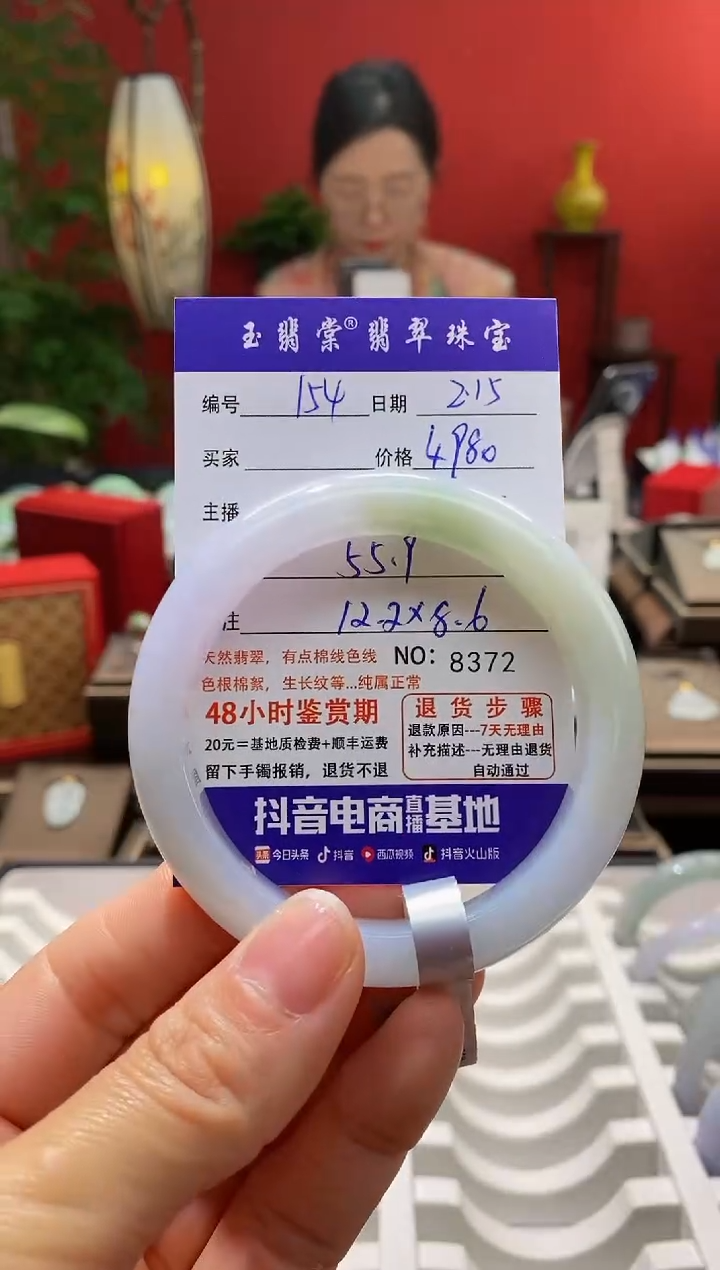 玉翡棠®翡翠珠宝
编号 154 日期 2.15
买家 价格 4980
主播
55.9
注 12.2×8.6
天然翡翠，有点棉线色线 NO: 8372
色根棉絮，生长纹等...纯属正常
48小时鉴赏期
20元=基地质检费+顺丰运费
留下手镯报销，退货不退
退货步骤
退款原因---7天无理由
补充描述---无理由退货
自动通过
抖音电商直播基地
头条 今日头条 抖音 西瓜视频 抖音火山版